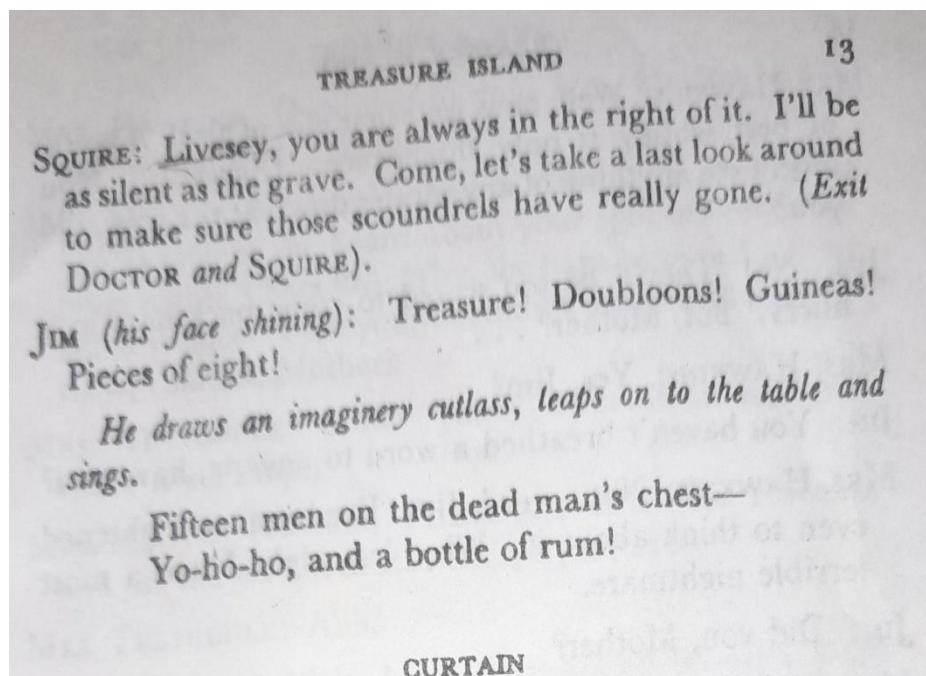 TREASURE ISLAND 13
SQUIRE: Livesey, you are always in the right of it. I'll be
as silent as the grave. Come, let's take a last look around
to make sure those scoundrels have really gone. (Exit
DOCTOR and SQUIRE).
JIM (his face shining): Treasure! Doubloons! Guineas!
Pieces of eight!
He draws an imaginery cutlass, leaps on to the table and
sings.
Fifteen men on the dead man's chest—
Yo-ho-ho, and a bottle of rum!
CURTAIN